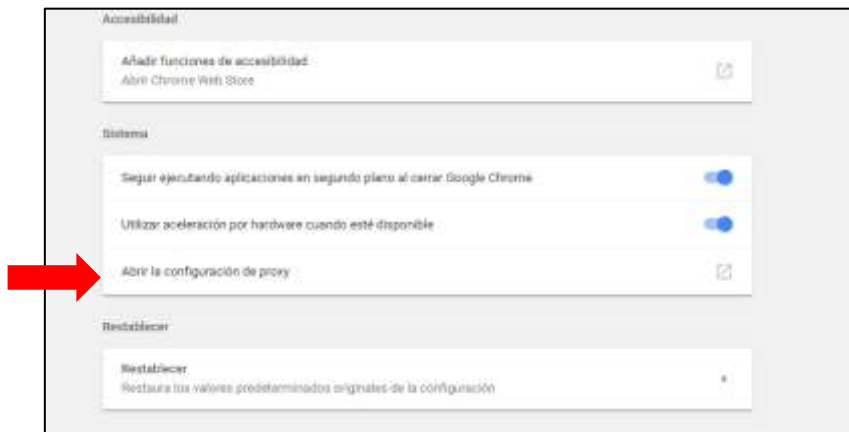 Accesibilidad
Añadir funciones de accesibilidad
Abrir Chrome Web Store
Sistema
Seguir ejecutando aplicaciones en segundo plano al cerrar Google Chrome
Utilizar aceleración por hardware cuando esté disponible
Abrir la configuración de proxy
Restablecer
Restablecer
Restaura los valores predeterminados originales de la configuración